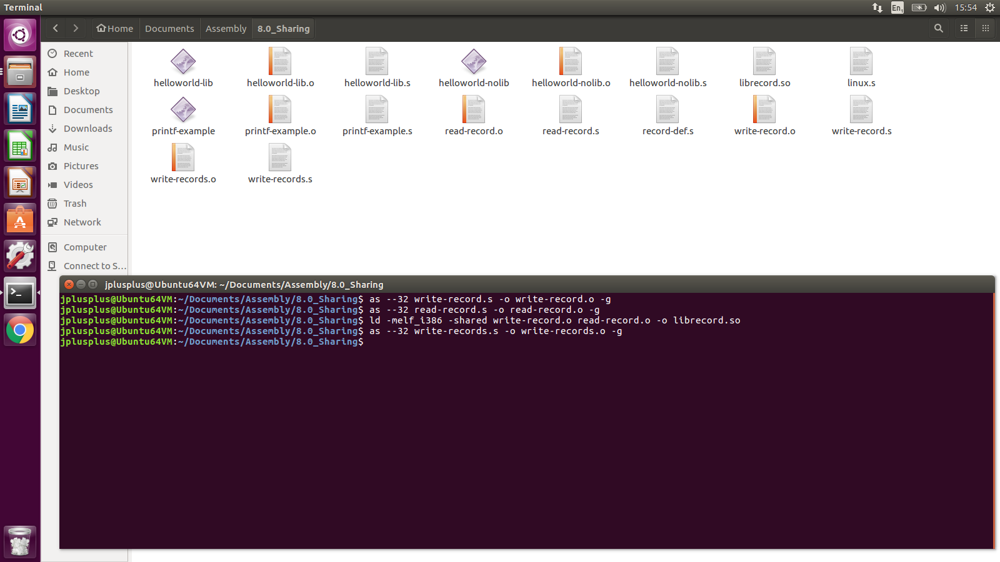 Terminal
En1
15:54
Home
Documents
Assembly
8.0_Sharing
Recent
Home
Desktop
Documents
Downloads
Music
Pictures
Videos
Trash
Network
Computer
Connect to S...
helloworld-lib
helloworld-lib.o
helloworld-lib.s
helloworld-nolib
helloworld-nolib.o
helloworld-nolib.s
librecord.so
linux.s
printf-example
printf-example.o
printf-example.s
read-record.o
read-record.s
record-def.s
write-record.o
write-record.s
write-records.o
write-records.s
jplusplus@Ubuntu64VM: ~/Documents/Assembly/8.0_Sharing
jplusplus@Ubuntu64VM:~/Documents/Assembly/8.0_Sharing$ as --32 write-record.s -o write-record.o -g
jplusplus@Ubuntu64VM:~/Documents/Assembly/8.0_Sharing$ as --32 read-record.s -o read-record.o -g
jplusplus@Ubuntu64VM:~/Documents/Assembly/8.0_Sharing$ ld -melf_i386 -shared write-record.o read-record.o -o librecord.so
jplusplus@Ubuntu64VM:~/Documents/Assembly/8.0_Sharing$ as --32 write-records.s -o write-records.o -g
jplusplus@Ubuntu64VM:~/Documents/Assembly/8.0_Sharing$